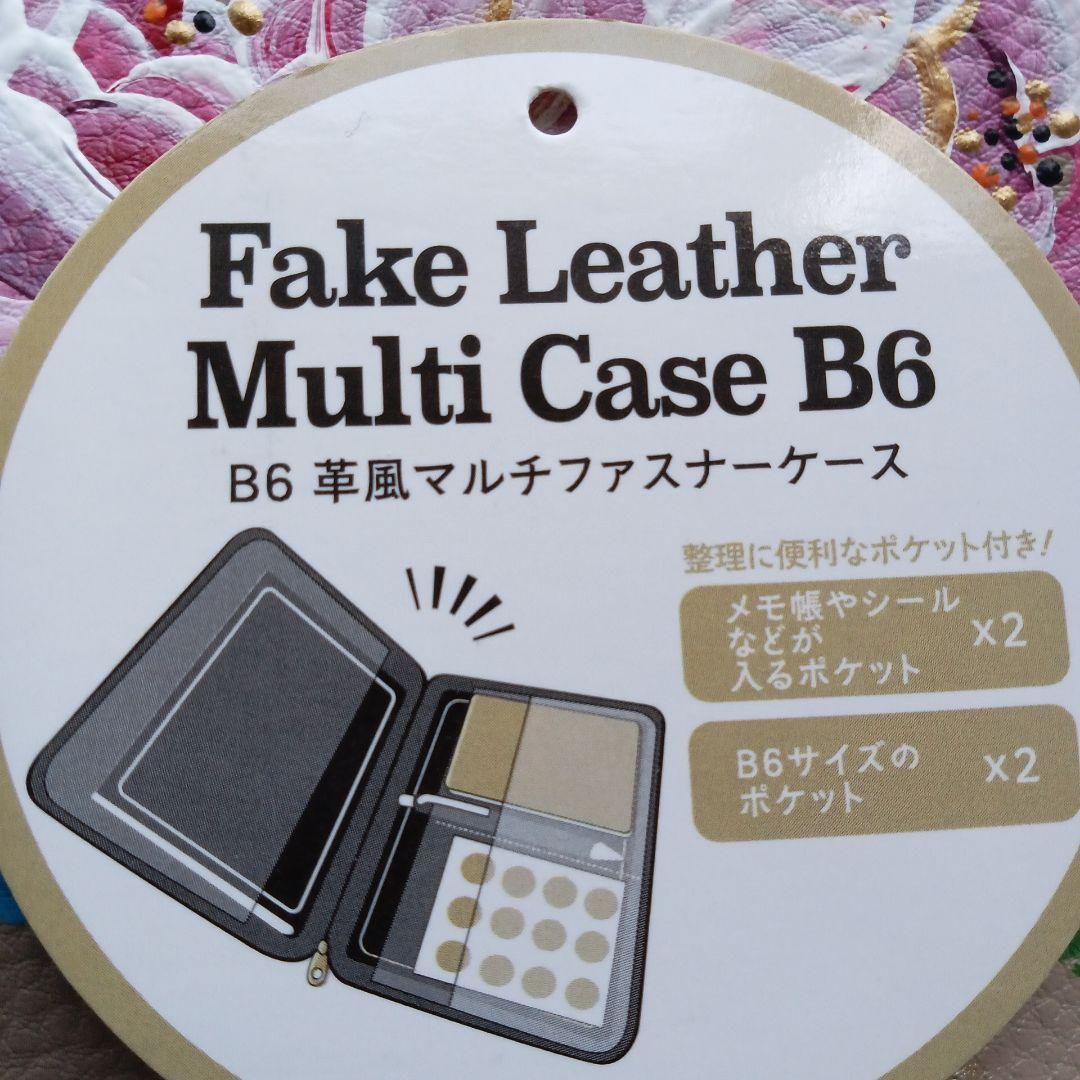 Fake Leather
Multi Case B6
B6 革風マルチファスナーケース
整理に便利なポケット付き!
メモ帳やシール
などが
入るポケット
x2
B6サイズの
ポケット
x2